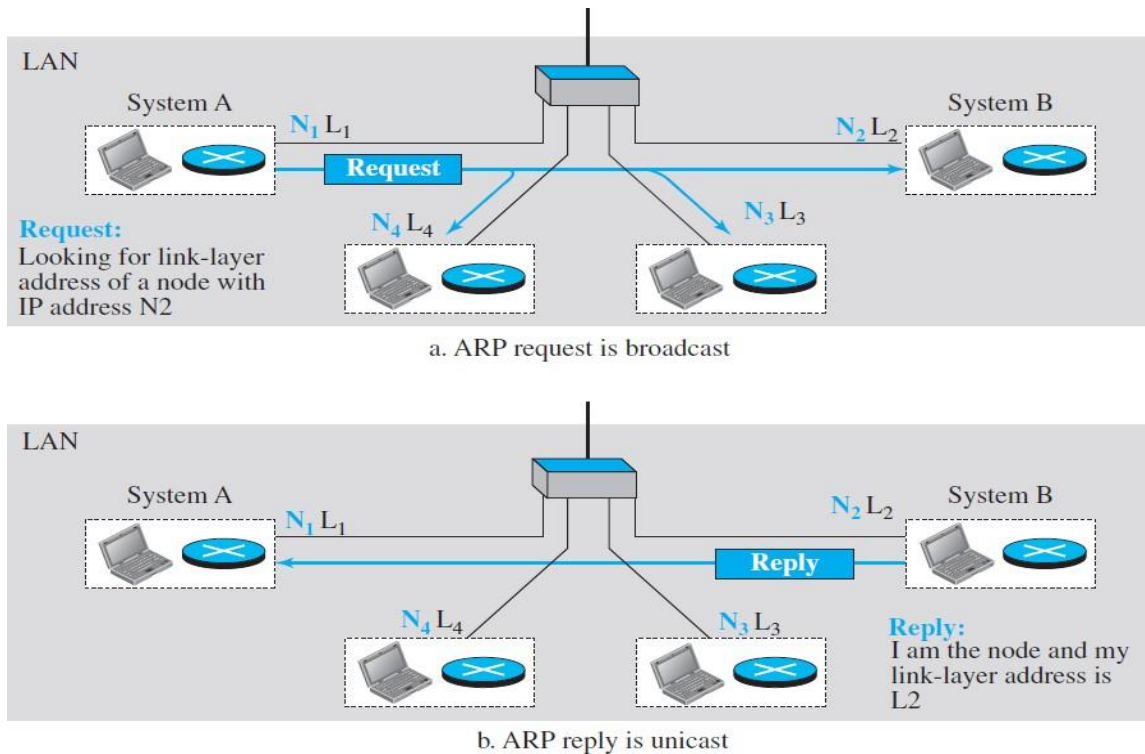 LAN
System A
System B
N₁ L₁
N₂ L₂
Request
N₄ L₄
N₃ L₃
Request:
Looking for link-layer
address of a node with
IP address N2
a. ARP request is broadcast
LAN
System A
System B
N₁ L₁
N₂ L₂
Reply
N₄ L₄
N₃ L₃
Reply:
I am the node and my
link-layer address is
L2
b. ARP reply is unicast